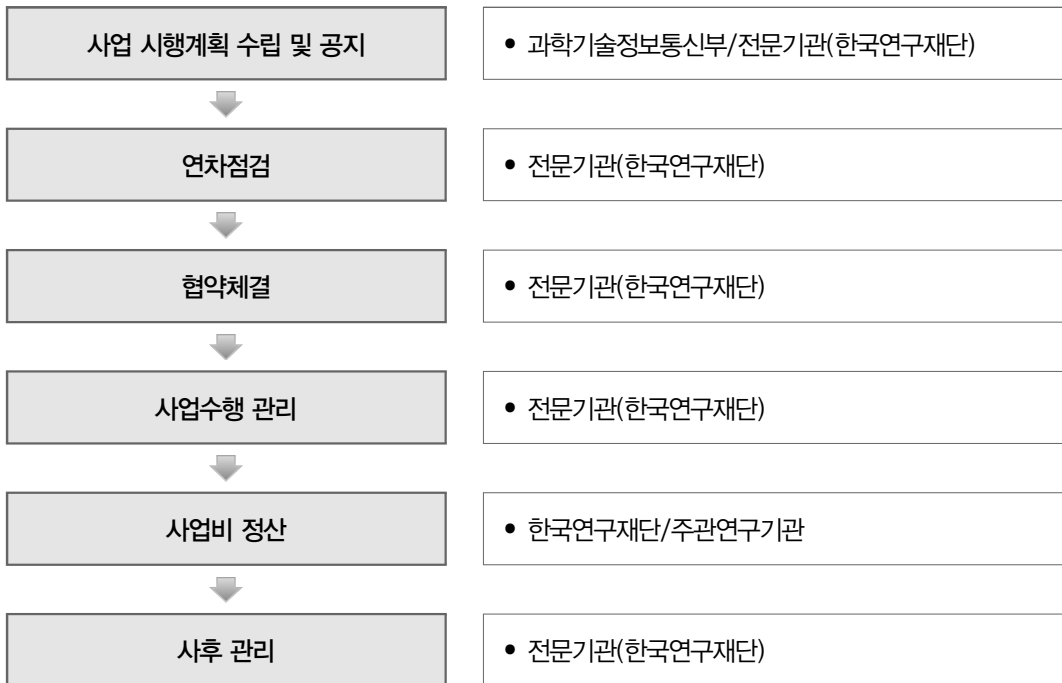 사업 시행계획 수립 및 공지
• 과학기술정보통신부/전문기관(한국연구재단)
연차점검
• 전문기관(한국연구재단)
협약체결
• 전문기관(한국연구재단)
사업수행 관리
• 전문기관(한국연구재단)
사업비 정산
• 한국연구재단/주관연구기관
사후 관리
• 전문기관(한국연구재단)